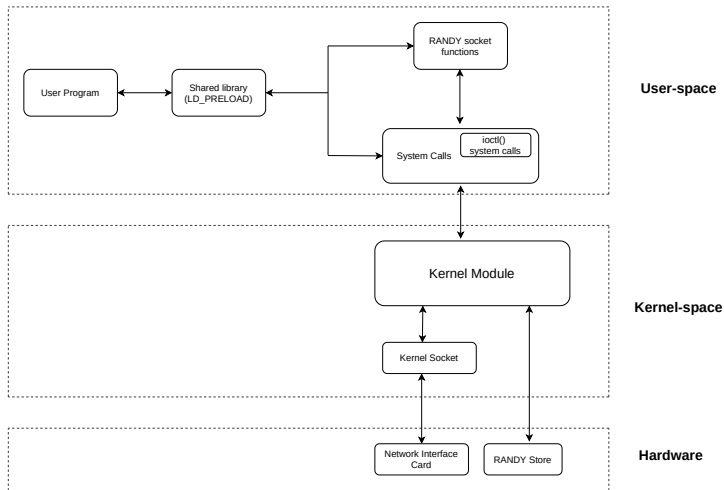 RANDY socket
functions
User-space
User Program
Shared library
(LD_PRELOAD)
ioctl()
system calls
System Calls
Kernel Module
Kernel-space
Kernel Socket
Network Interface
Card
RANDY Store
Hardware